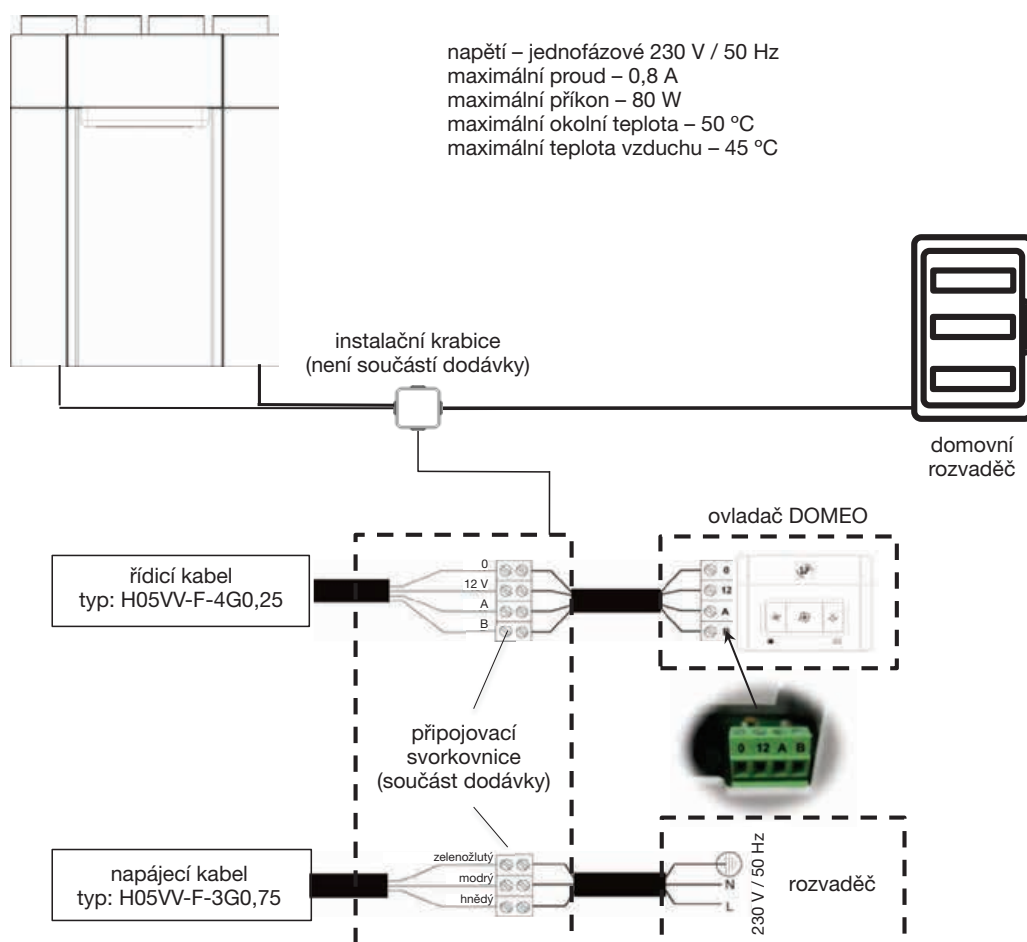 napětí – jednofázové 230 V / 50 Hz
maximální proud – 0,8 A
maximální příkon – 80 W
maximální okolní teplota – 50 ºC
maximální teplota vzduchu – 45 ºC
instalační krabice
(není součástí dodávky)
domovní
rozvaděč
ovladač DOMEO
řídicí kabel
typ: H05VV-F-4G0,25
0
12 V
A
B
0
12
A
připojovací
svorkovnice
(součást dodávky)
0 12 A B
napájecí kabel
typ: H05VV-F-3G0,75
zelenožlutý
modrý
hnědý
N
L
230 V / 50 Hz
rozvaděč